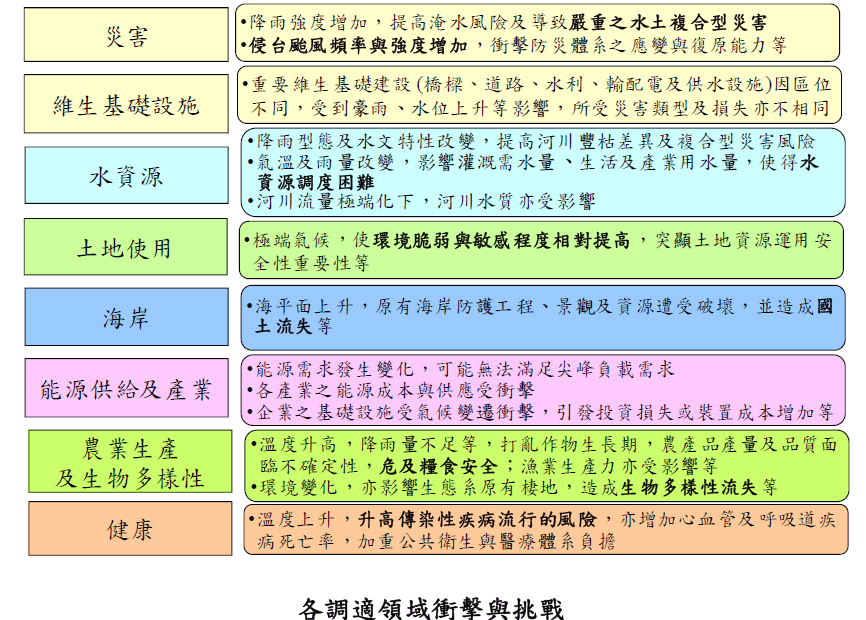 災害
•降雨強度增加，提高淹水風險及導致嚴重之水土複合型災害
•侵台颱風頻率與強度增加，衝擊防災體系之應變與復原能力等
維生基礎設施
•重要維生基礎建設(橋樑、道路、水利、輸配電及供水設施)因區位
不同，受到豪雨、水位上升等影響，所受災害類型及損失亦不相同
水資源
•降雨型態及水文特性改變，提高河川豐枯差異及複合型災害風險
•氣溫及雨量改變，影響灌溉需水量、生活及產業用水量，使得水
資源調度困難
•河川流量極端化下，河川水質亦受影響
土地使用
•極端氣候，使環境脆弱與敏感程度相對提高，突顯土地資源運用安
全性重要性等
海岸
•海平面上升，原有海岸防護工程、景觀及資源遭受破壞，並造成國
土流失等
能源供給及產業
•能源需求發生變化，可能無法滿足尖峰負載需求
•各產業之能源成本與供應受衝擊
•企業之基礎設施受氣候變遷衝擊，引發投資損失或裝置成本增加等
農業生產
及生物多樣性
•溫度升高，降雨量不足等，打亂作物生長期，農產品產量及品質面
臨不確定性，危及糧食安全；漁業生產力亦受影響等
•環境變化，亦影響生態系原有棲地，造成生物多樣性流失等
健康
•溫度上升，升高傳染性疾病流行的風險，亦增加心血管及呼吸道疾
病死亡率，加重公共衛生與醫療體系負擔
各調適領域衝擊與挑戰